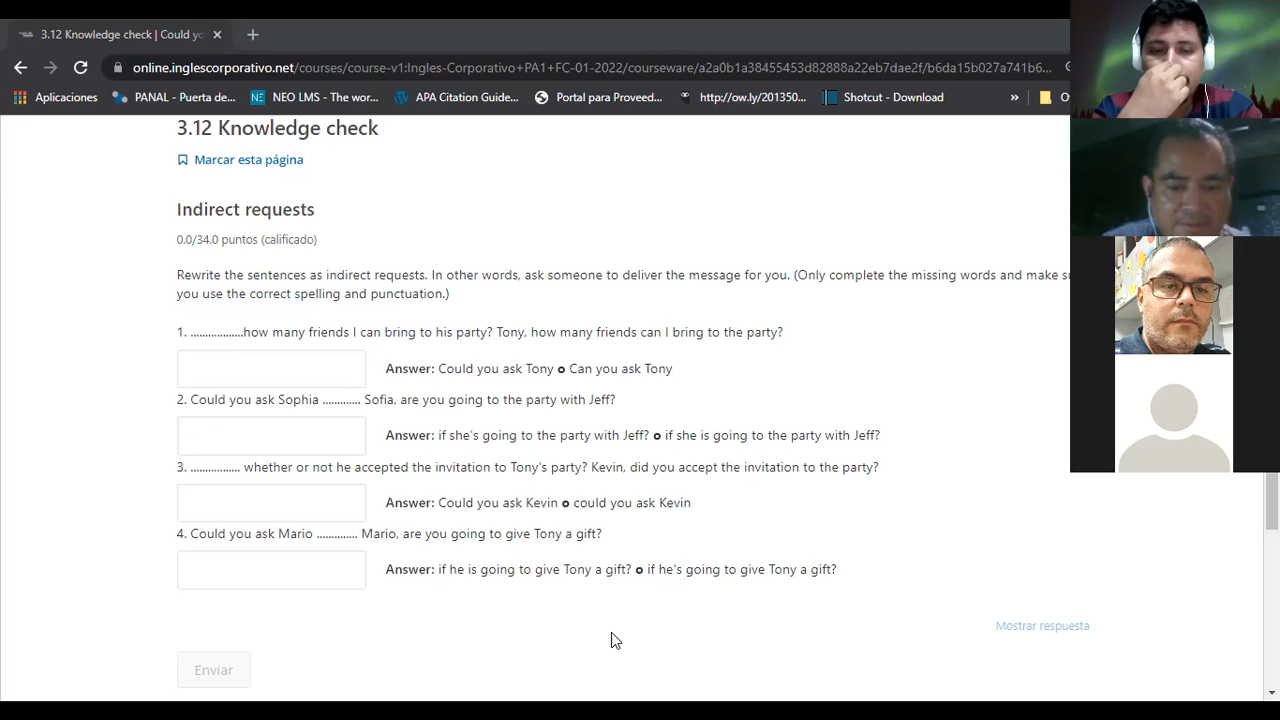 3.12 Knowledge check | Could yo
online.inglescorporativo.net/courses/course-v1:Ingles-Corporativo+PA1+FC-01-2022/courseware/a2a0b1a38455453d82888a22eb7dae2f/b6da15b027a741b6...
Aplicaciones PANAL - Puerta de... NEO LMS - The wor... APA Citation Guide... Portal para Proveed... http://ow.ly/201350... Shotcut - Download » O
3.12 Knowledge check
Marcar esta página
Indirect requests
0.0/34.0 puntos (calificado)
Rewrite the sentences as indirect requests. In other words, ask someone to deliver the message for you. (Only complete the missing words and make su
you use the correct spelling and punctuation.)
1. ..................how many friends I can bring to his party? Tony, how many friends can I bring to the party?
Answer: Could you ask Tony o Can you ask Tony
2. Could you ask Sophia ............. Sofia, are you going to the party with Jeff?
Answer: if she's going to the party with Jeff? o if she is going to the party with Jeff?
3. ................. whether or not he accepted the invitation to Tony's party? Kevin, did you accept the invitation to the party?
Answer: Could you ask Kevin o could you ask Kevin
4. Could you ask Mario .............. Mario, are you going to give Tony a gift?
Answer: if he is going to give Tony a gift? o if he's going to give Tony a gift?
Mostrar respuesta
Enviar